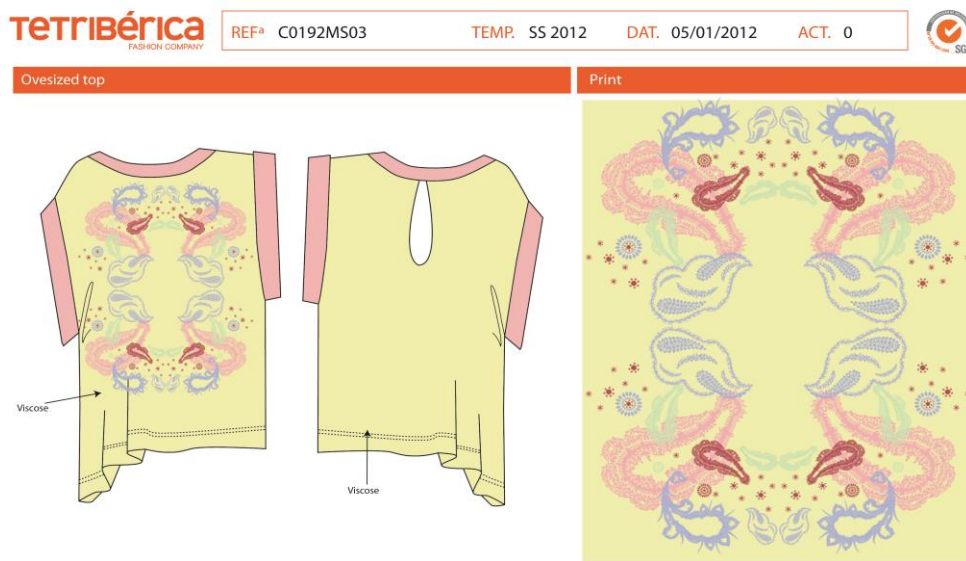 TETRIBÉRICA
FASHION COMPANY
REFª C0192MS03 TEMP. SS 2012 DAT. 05/01/2012 ACT. 0
SG
Ovesized top
Print
Viscose
Viscose